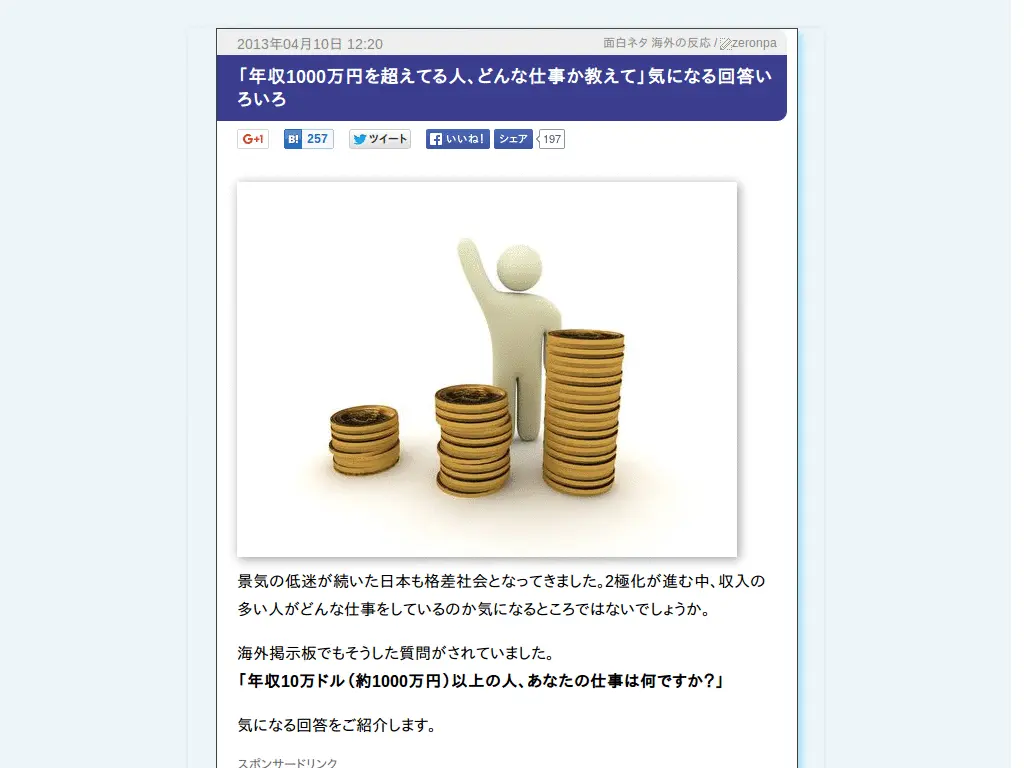 2013年04月10日 12:20
面白ネタ 海外の反応 / zeronpa
「年収1000万円を超えてる人、どんな仕事か教えて」気になる回答い
ろいろ
G+1
B! 257
ツイート
いいね!
シェア
197
景気の低迷が続いた日本も格差社会となってきました。2極化が進む中、収入の
多い人がどんな仕事をしているのか気になるところではないでしょうか。
海外掲示板でもそうした質問がされていました。
「年収10万ドル(約1000万円)以上の人、あなたの仕事は何ですか?」
気になる回答をご紹介します。
スポンサードリンク